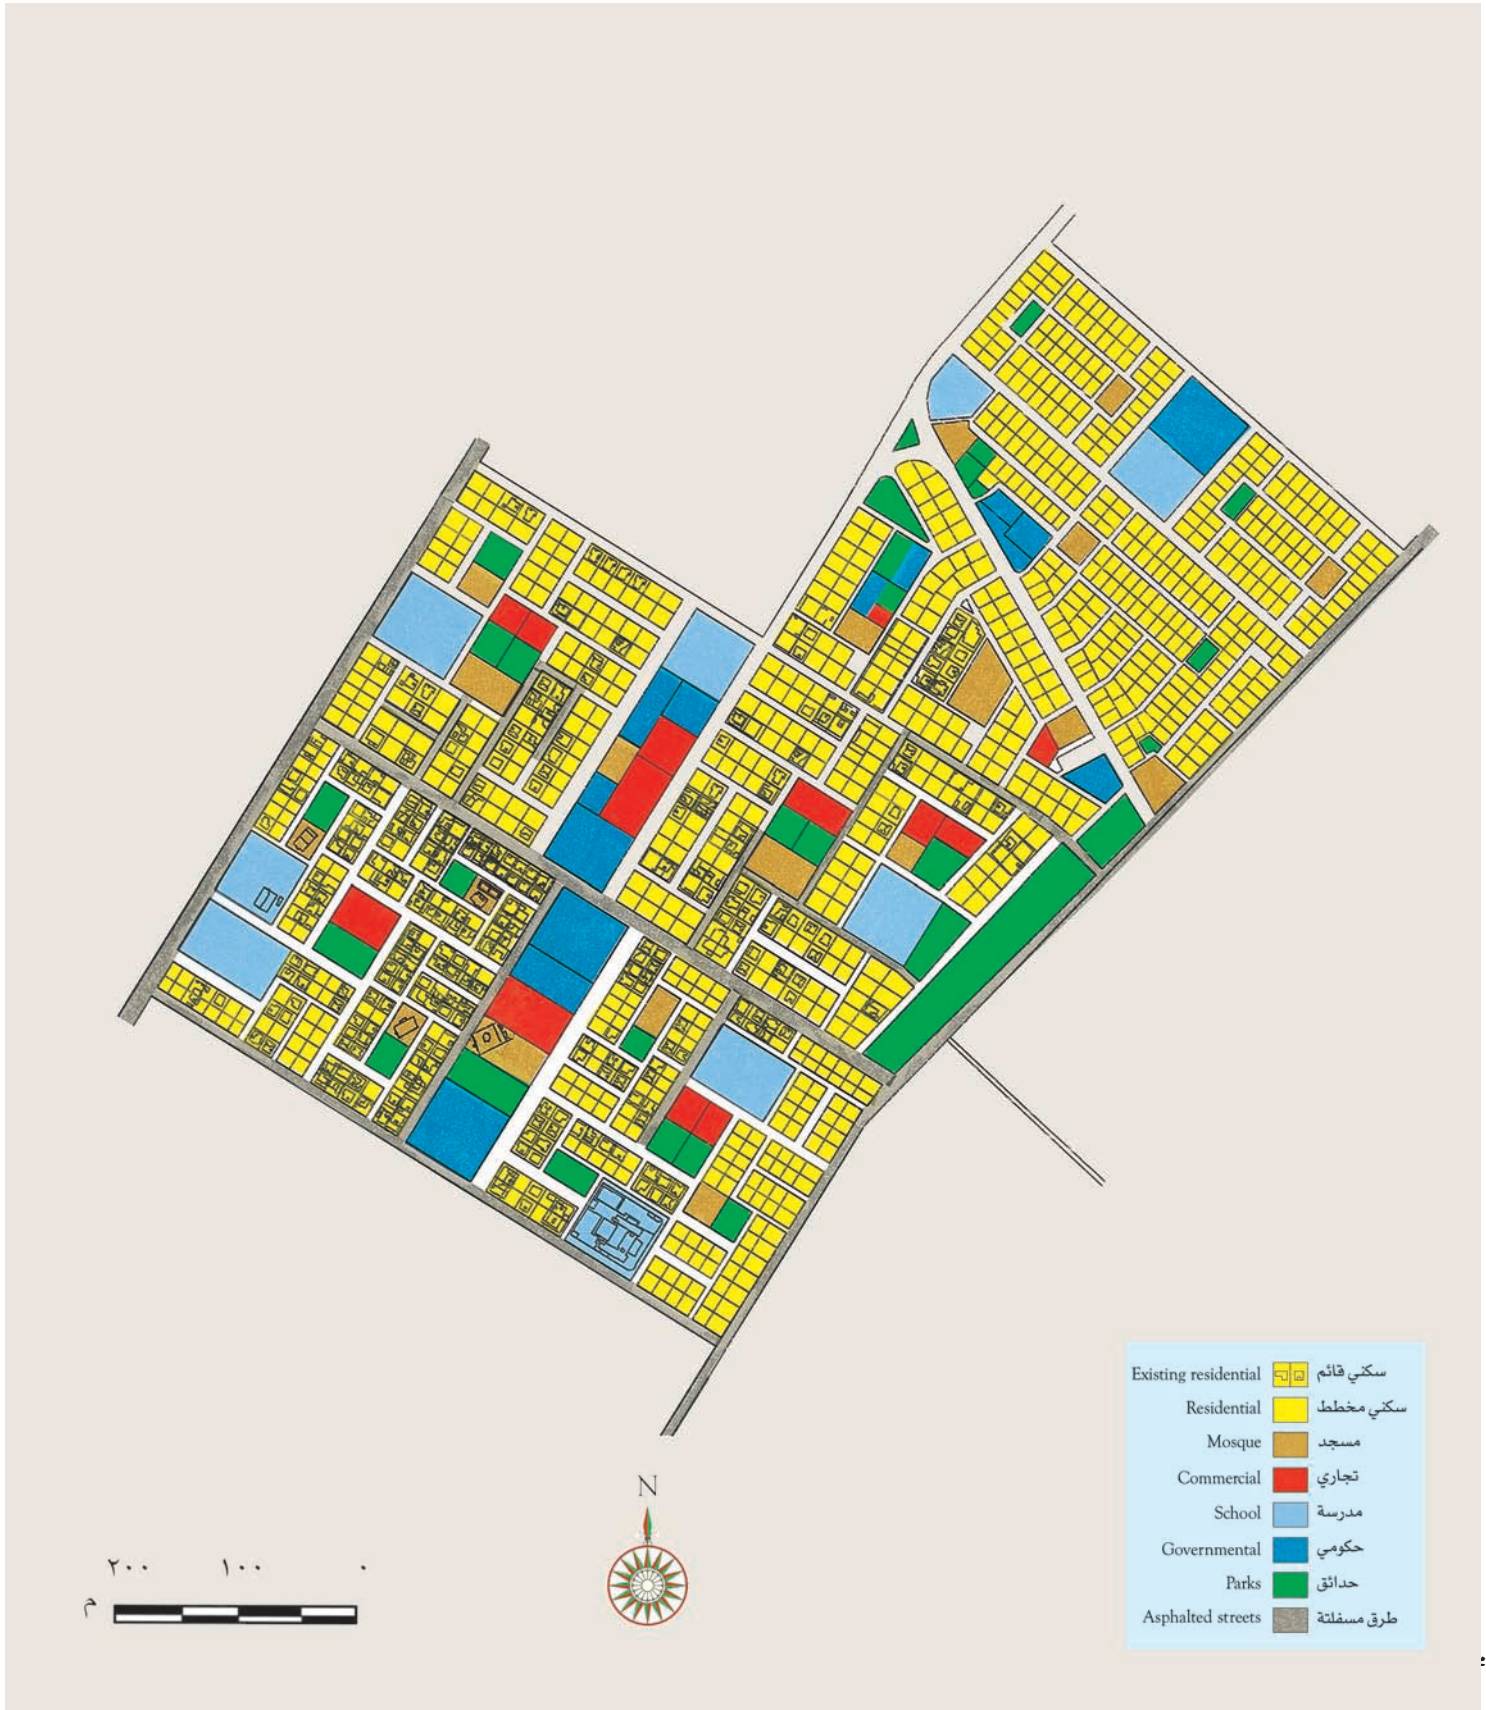 N
٢٠٠ ١٠٠ ٠
م
Existing residential سكني قائم
Residential سكني مخطط
Mosque مسجد
Commercial تجاري
School مدرسة
Governmental حكومي
Parks حدائق
Asphalted streets طرق مسفلتة